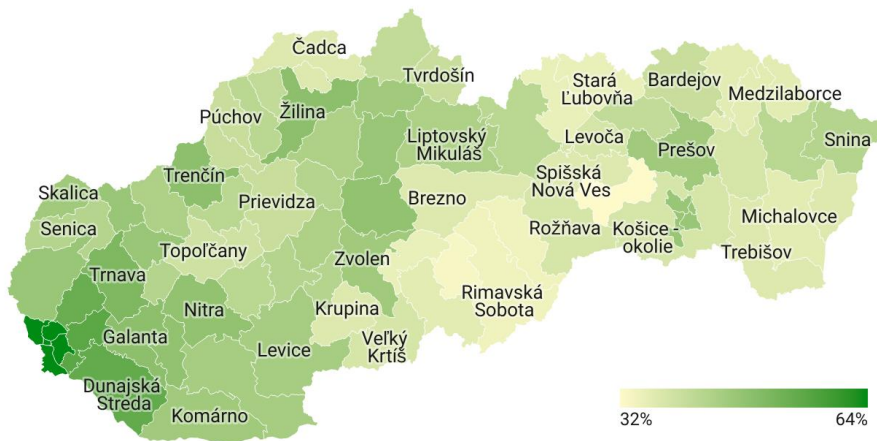 Čadca
Tvrdošín
Stará
Ľubovňa
Bardejov
Medzilaborce
Púchov
Žilina
Liptovský
Mikuláš
Levoča
Prešov
Snina
Trenčín
Spišská
Nová Ves
Skalica
Prievidza
Brezno
Senica
Rožňava
Košice -
okolie
Michalovce
Topoľčany
Zvolen
Trebišov
Trnava
Nitra
Krupina
Rimavská
Sobota
Galanta
Levice
Veľký
Krtíš
Dunajská
Streda
Komárno
32%
64%